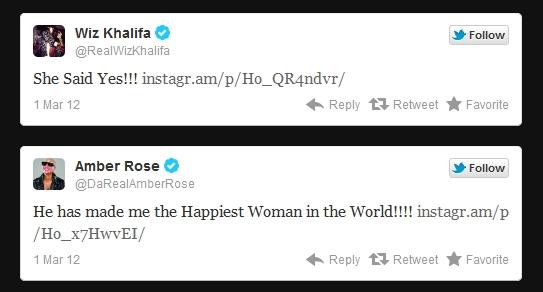 Wiz Khalifa
@RealWizKhalifa
Follow
She Said Yes!!! instagr.am/p/Ho_QR4ndvr/
1 Mar 12
Reply Retweet Favorite
Amber Rose
@DaRealAmberRose
Follow
He has made me the Happiest Woman in the World!!!! instagr.am/p
/Ho_x7HwvEI/
1 Mar 12
Reply Retweet Favorite